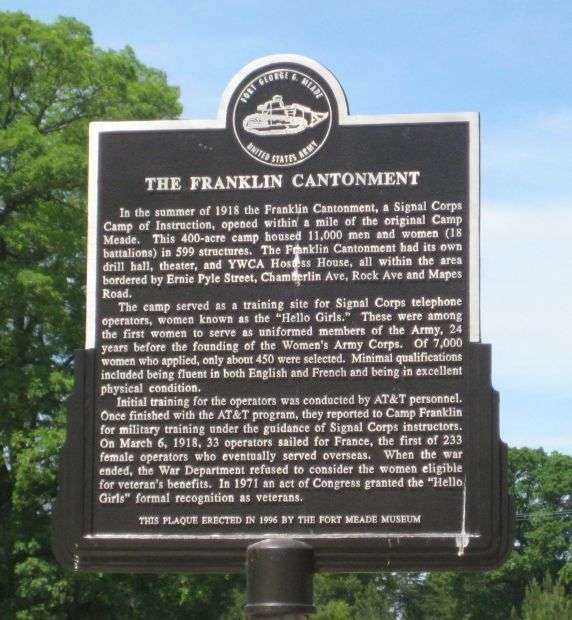 FORT GEORGE G. MEADE
UNITED STATES ARMY
THE FRANKLIN CANTONMENT
In the summer of 1918 the Franklin Cantonment, a Signal Corps
Camp of Instruction, opened within a mile of the original Camp
Meade. This 400-acre camp housed 11,000 men and women (18
battalions) in 599 structures. The Franklin Cantonment had its own
drill hall, theater, and YWCA Hostess House, all within the area
bordered by Ernie Pyle Street, Chamberlin Ave, Rock Ave and Mapes
Road.
The camp served as a training site for Signal Corps telephone
operators, women known as the "Hello Girls." These were among
the first women to serve as uniformed members of the Army, 24
years before the founding of the Women's Army Corps. Of 7,000
women who applied, only about 450 were selected. Minimal qualifications
included being fluent in both English and French and being in excellent
physical condition.
Initial training for the operators was conducted by AT&T personnel.
Once finished with the AT&T program, they reported to Camp Franklin
for military training under the guidance of Signal Corps instructors.
On March 6, 1918, 33 operators sailed for France, the first of 233
female operators who eventually served overseas. When the war
ended, the War Department refused to consider the women eligible
for veteran's benefits. In 1971 an act of Congress granted the "Hello
Girls" formal recognition as veterans.
THIS PLAQUE ERECTED IN 1996 BY THE FORT MEADE MUSEUM